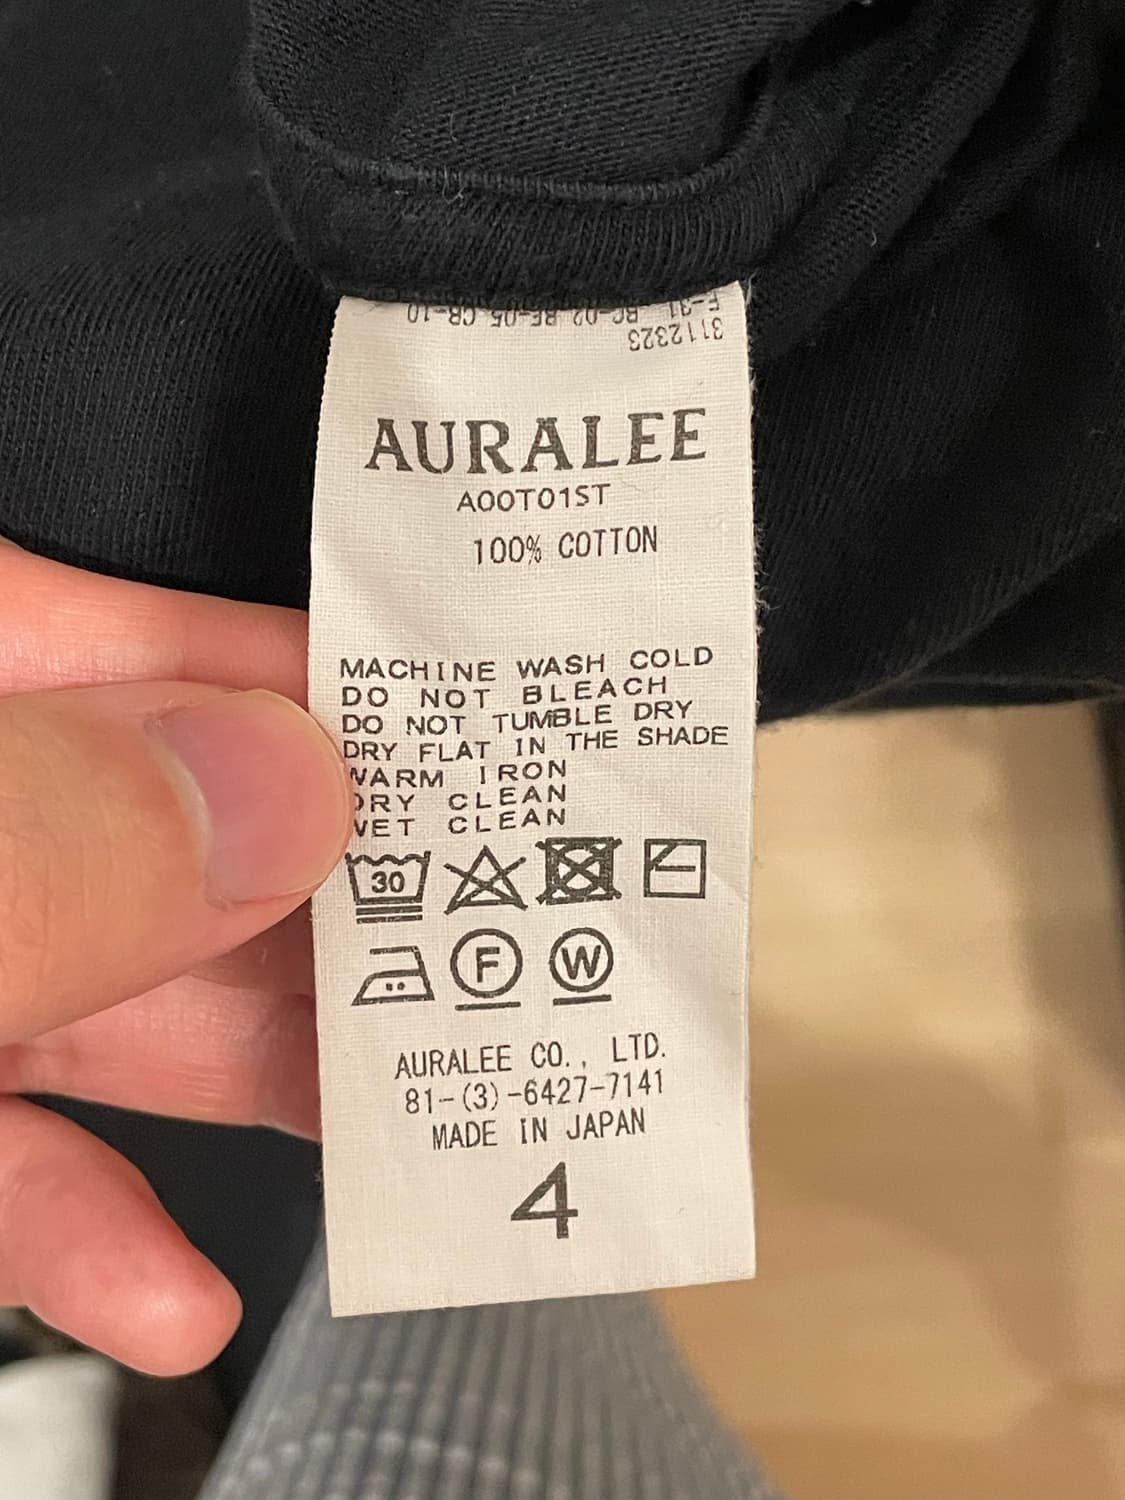 3112323
AURALEE
A00T01ST
100% COTTON
MACHINE WASH COLD
DO NOT BLEACH
DO NOT TUMBLE DRY
DRY FLAT IN THE SHADE
WARM IRON
DRY CLEAN
WET CLEAN
30
F W
AURALEE CO., LTD.
81-(3)-6427-7141
MADE IN JAPAN
4